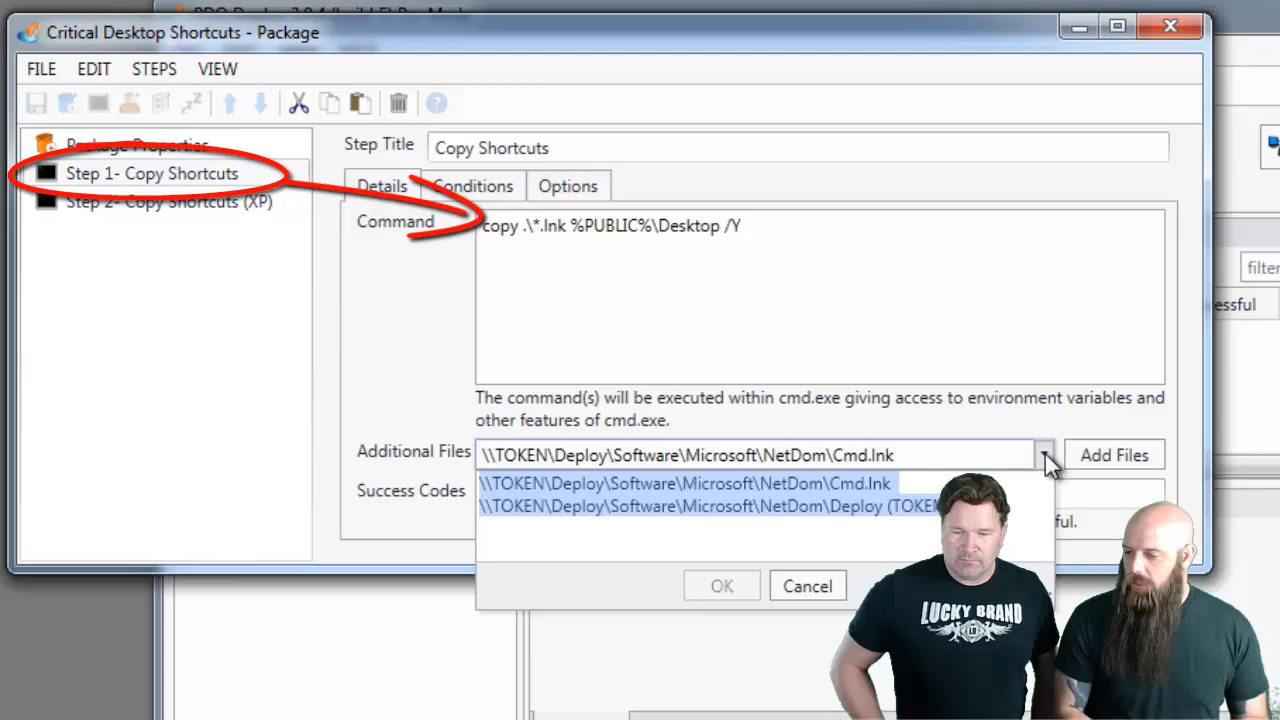 Critical Desktop Shortcuts - Package
FILE EDIT STEPS VIEW
Package Properties
Step 1- Copy Shortcuts
Step 2- Copy Shortcuts (XP)
Step Title Copy Shortcuts
Details Conditions Options
Command copy .\*.lnk %PUBLIC%\Desktop /Y
The command(s) will be executed within cmd.exe giving access to environment variables and
other features of cmd.exe.
Additional Files \\TOKEN\Deploy\Software\Microsoft\NetDom\Cmd.lnk Add Files
\\TOKEN\Deploy\Software\Microsoft\NetDom\Cmd.lnk
Success Codes
\\TOKEN\Deploy\Software\Microsoft\NetDom\Deploy (TOKEN
ful.
OK Cancel
filter
essful
LUCKY BRAND
LB